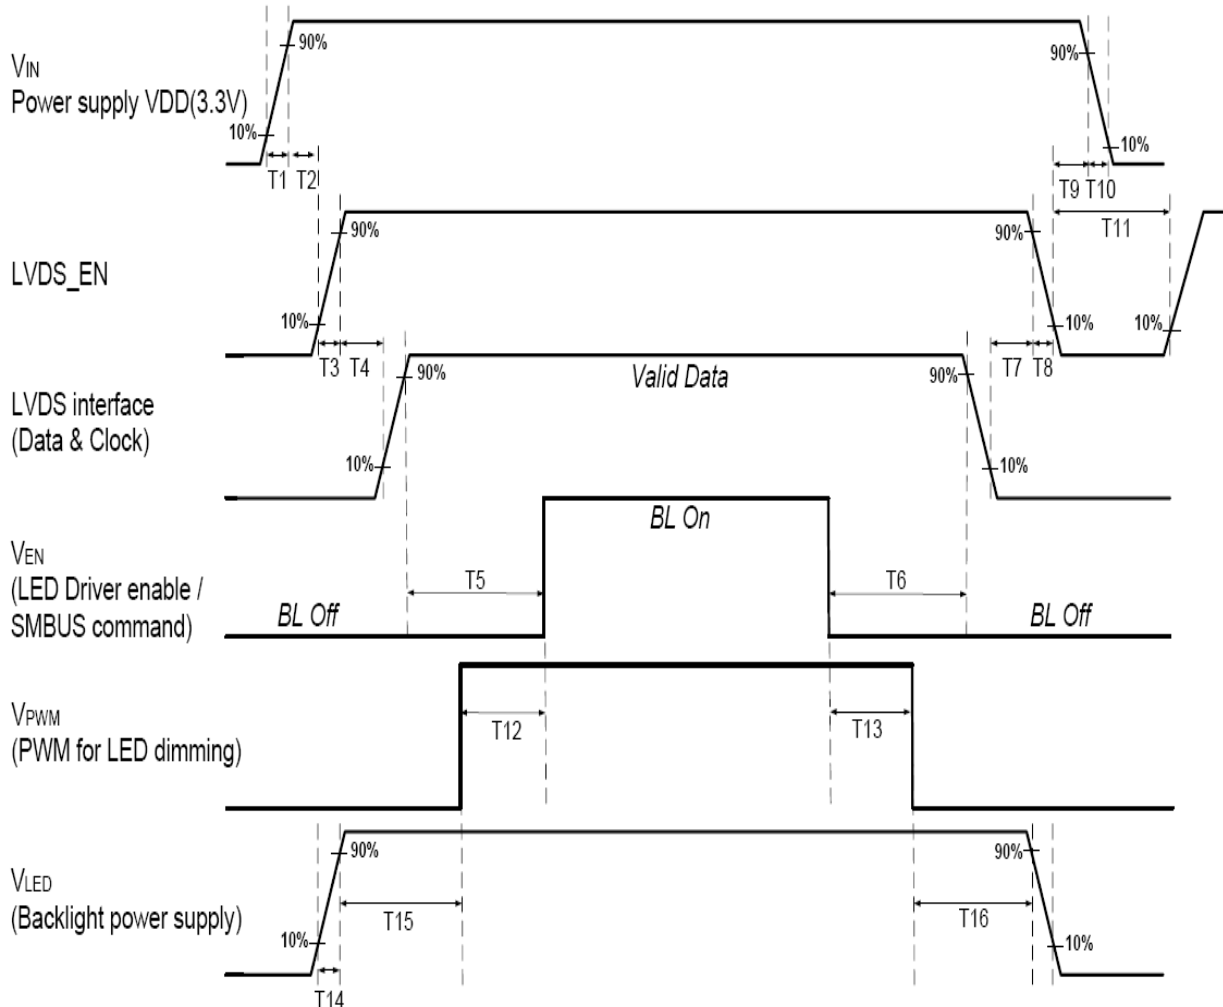 90%
90%
VIN
Power supply VDD(3.3V)
10%
10%
T1 T2
T9 T10
T11
90%
90%
LVDS_EN
10%
10%
10%
T3 T4
T7 T8
90%
Valid Data
90%
LVDS interface
(Data & Clock)
10%
10%
BL On
VEN
(LED Driver enable /
SMBUS command)
T5
T6
BL Off
BL Off
VPWM
(PWM for LED dimming)
T12
T13
90%
90%
VLED
(Backlight power supply)
T15
T16
10%
10%
T14